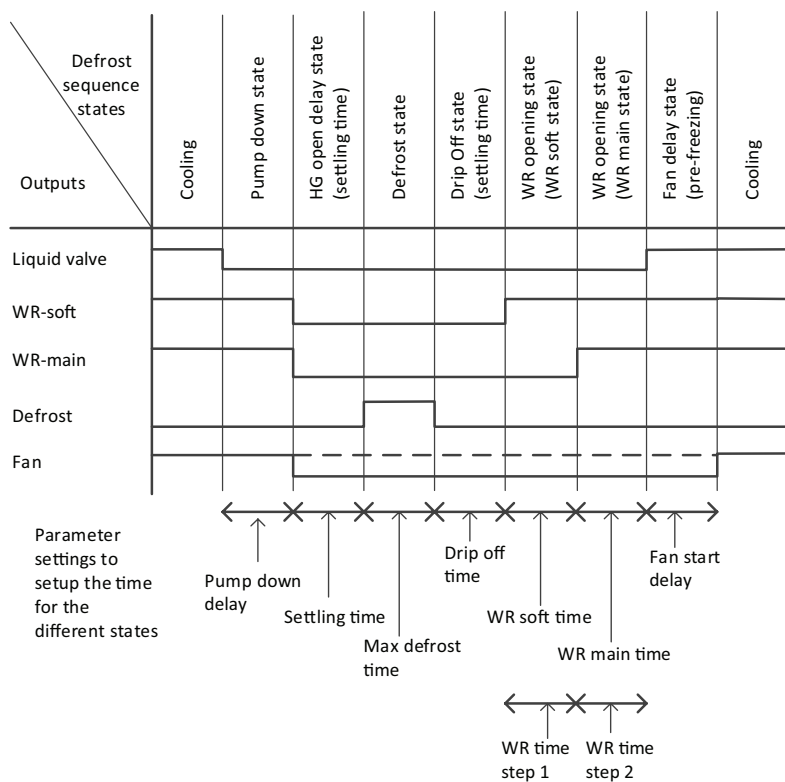 Defrost
sequence
states
Outputs
Cooling
Pump down state
HG open delay state
(settling time)
Defrost state
Drip Off state
(settling time)
WR opening state
(WR soft state)
WR opening state
(WR main state)
Fan delay state
(pre-freezing)
Cooling
Liquid valve
WR-soft
WR-main
Defrost
Fan
Parameter
settings to
setup the time
for the
different states
Pump down
delay
Settling time
Max defrost
time
Drip off
time
WR soft time
WR main time
Fan start
delay
WR time
step 1
WR time
step 2